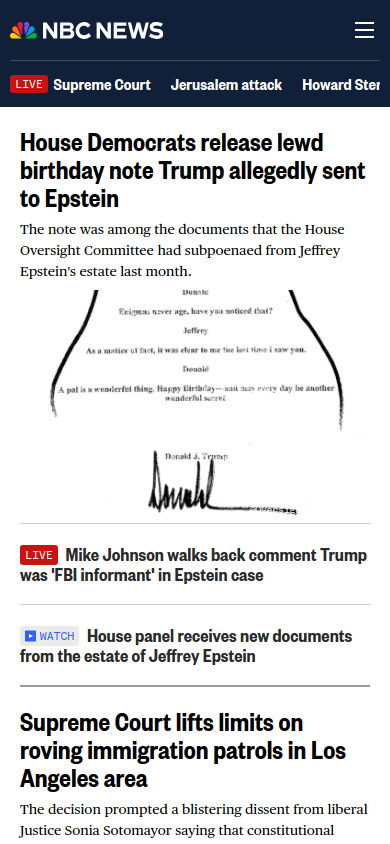 NBC NEWS
LIVE Supreme Court Jerusalem attack Howard Ster
House Democrats release lewd
birthday note Trump allegedly sent
to Epstein
The note was among the documents that the House
Oversight Committee had subpoenaed from Jeffrey
Epstein's estate last month.
Donald
Enigmas never age, have you noticed that?
Jeffrey
As a matter of fact, it was clear to me the last time I saw you.
Donald
A pal is a wonderful thing. Happy Birthday — and may every day be another
wonderful secret.
Donald J. Trump
Donald
LIVE Mike Johnson walks back comment Trump
was 'FBI informant' in Epstein case
WATCH House panel receives new documents
from the estate of Jeffrey Epstein
Supreme Court lifts limits on
roving immigration patrols in Los
Angeles area
The decision prompted a blistering dissent from liberal
Justice Sonia Sotomayor saying that constitutional